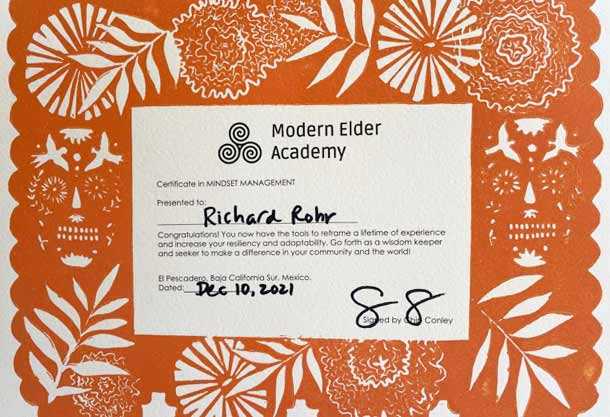 Modern Elder
Academy
Certificate in MINDSET MANAGEMENT
Presented to:
Richard Rohr
Congratulations! You now have the tools to reframe a lifetime of experience
and increase your resiliency and adaptability. Go forth as a wisdom keeper
and seeker to make a difference in your community and the world!
El Pescadero, Baja California Sur, Mexico.
Dated: Dec 10, 2021
Signed by Chip Conley